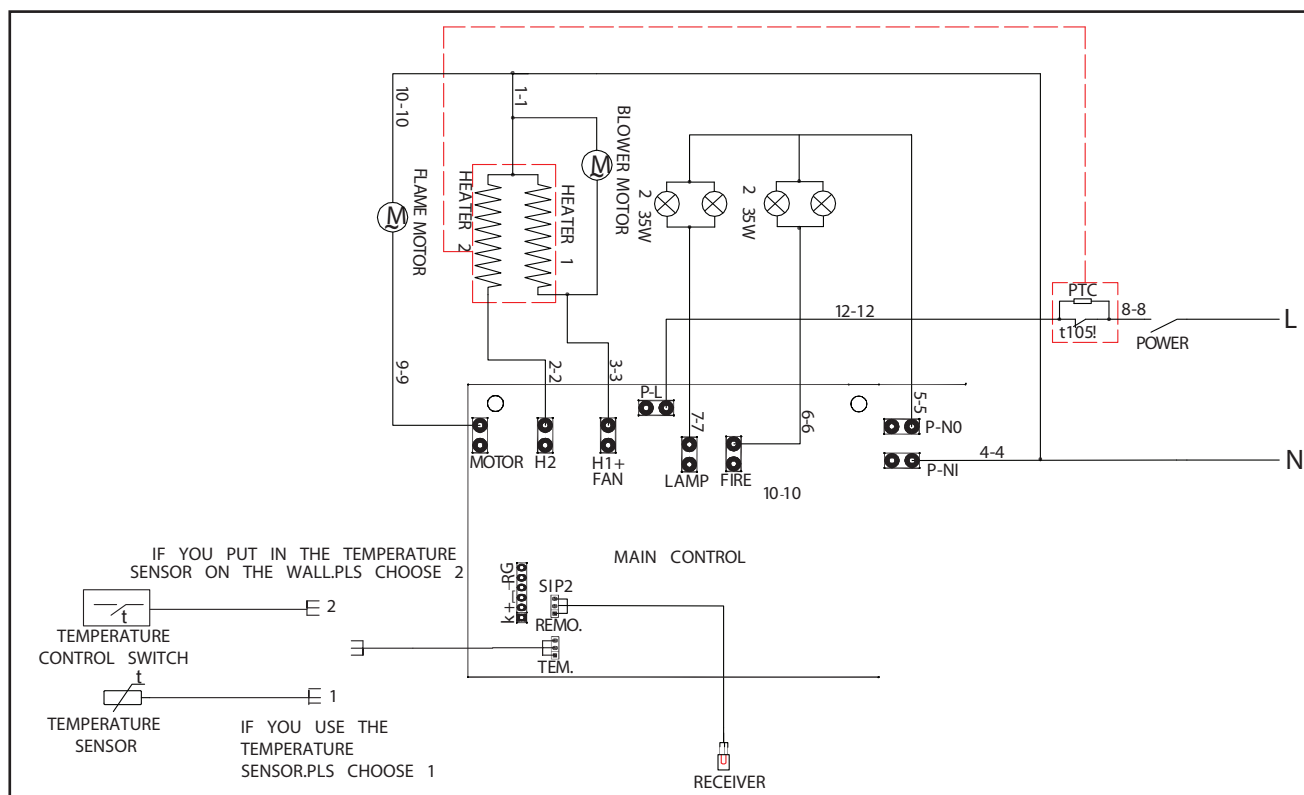 10-10
1-1
BLOWER MOTOR
M
M
FLAME MOTOR
HEATER 2
HEATER 1
2 35W
2 35W
PTC
t105!
12-12
8-8
POWER
L
9-9
2-2
3-3
P-L
7-7
6-6
5-5
P-N0
MOTOR
H2
H1+
FAN
LAMP
FIRE
10-10
4-4
P-NI
N
IF YOU PUT IN THE TEMPERATURE
SENSOR ON THE WALL.PLS CHOOSE 2
MAIN CONTROL
k + -RG
SIP2
REMO.
TEM.
t
2
TEMPERATURE
CONTROL SWITCH
t
1
TEMPERATURE
SENSOR
IF YOU USE THE
TEMPERATURE
SENSOR.PLS CHOOSE 1
RECEIVER